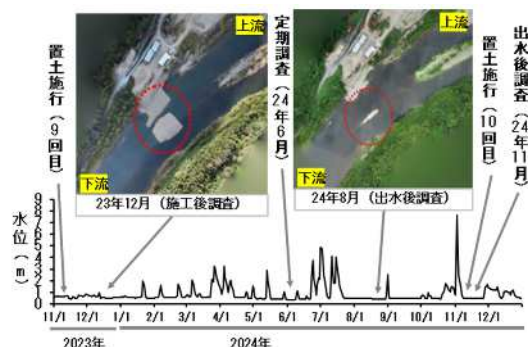 置土施行（9回目）
上流
下流
23年12月（施工後調査）
定期調査（24年6月）
上流
下流
24年8月（出水後調査）
置土施行（10回目）
出水後調査（24年11月）
水位（m）
9
8
7
6
5
4
3
2
1
0
11/1 12/1 1/1 2/1 3/1 4/1 5/1 6/1 7/1 8/1 9/1 10/1 11/1 12/1
2023年 2024年